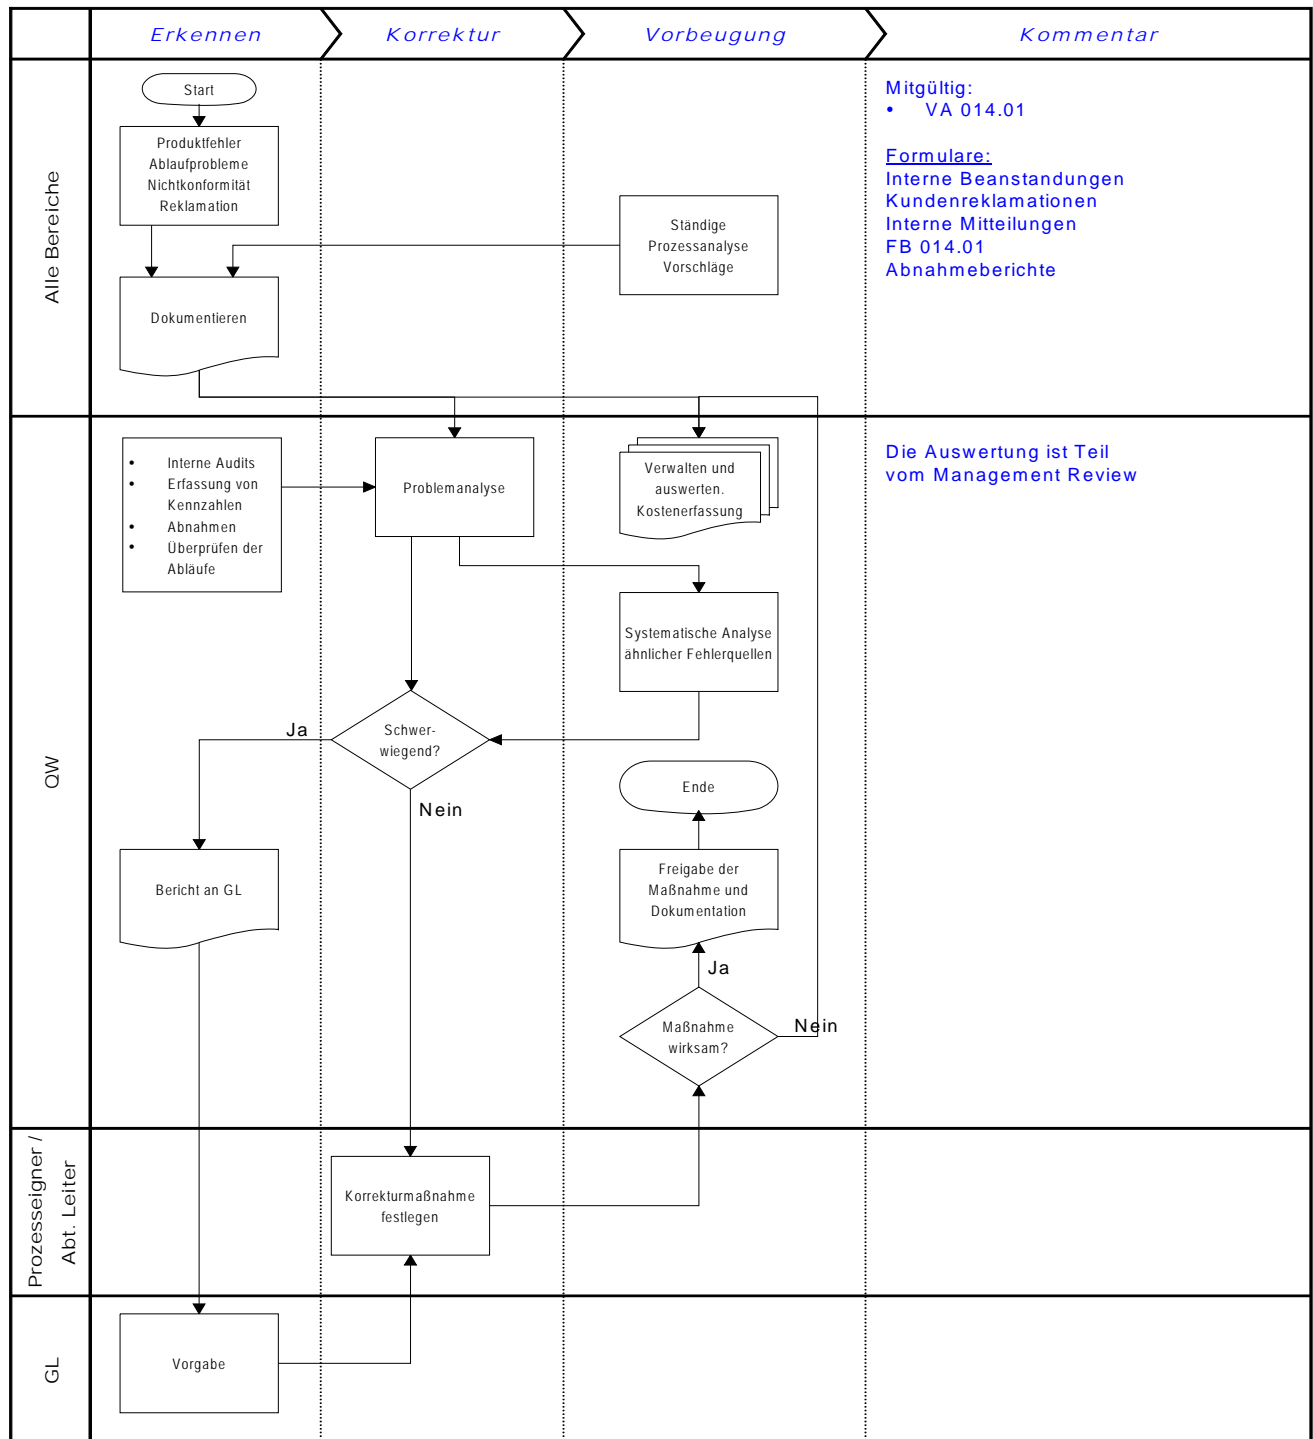 Erkennen
Korrektur
Vorbeugung
Kommentar
Alle Bereiche
Start
Produktfehler
Ablaufprobleme
Nichtkonformität
Reklamation
Dokumentieren
Ständige
Prozessanalyse
Vorschläge
Mitgültig:
• VA 014.01
Formulare:
Interne Beanstandungen
Kundenreklamationen
Interne Mitteilungen
FB 014.01
Abnahmeberichte
QW
• Interne Audits
• Erfassung von
Kennzahlen
• Abnahmen
• Überprüfen der
Abläufe
Problemanalyse
Verwalten und
auswerten.
Kostenerfassung
Die Auswertung ist Teil
vom Management Review
Systematische Analyse
ähnlicher Fehlerquellen
Ja
Schwer-
wiegend?
Nein
Ende
Bericht an GL
Freigabe der
Maßnahme und
Dokumentation
Ja
Maßnahme
wirksam?
Nein
Prozesseigner /
Abt. Leiter
Korrekturmaßnahme
festlegen
GL
Vorgabe